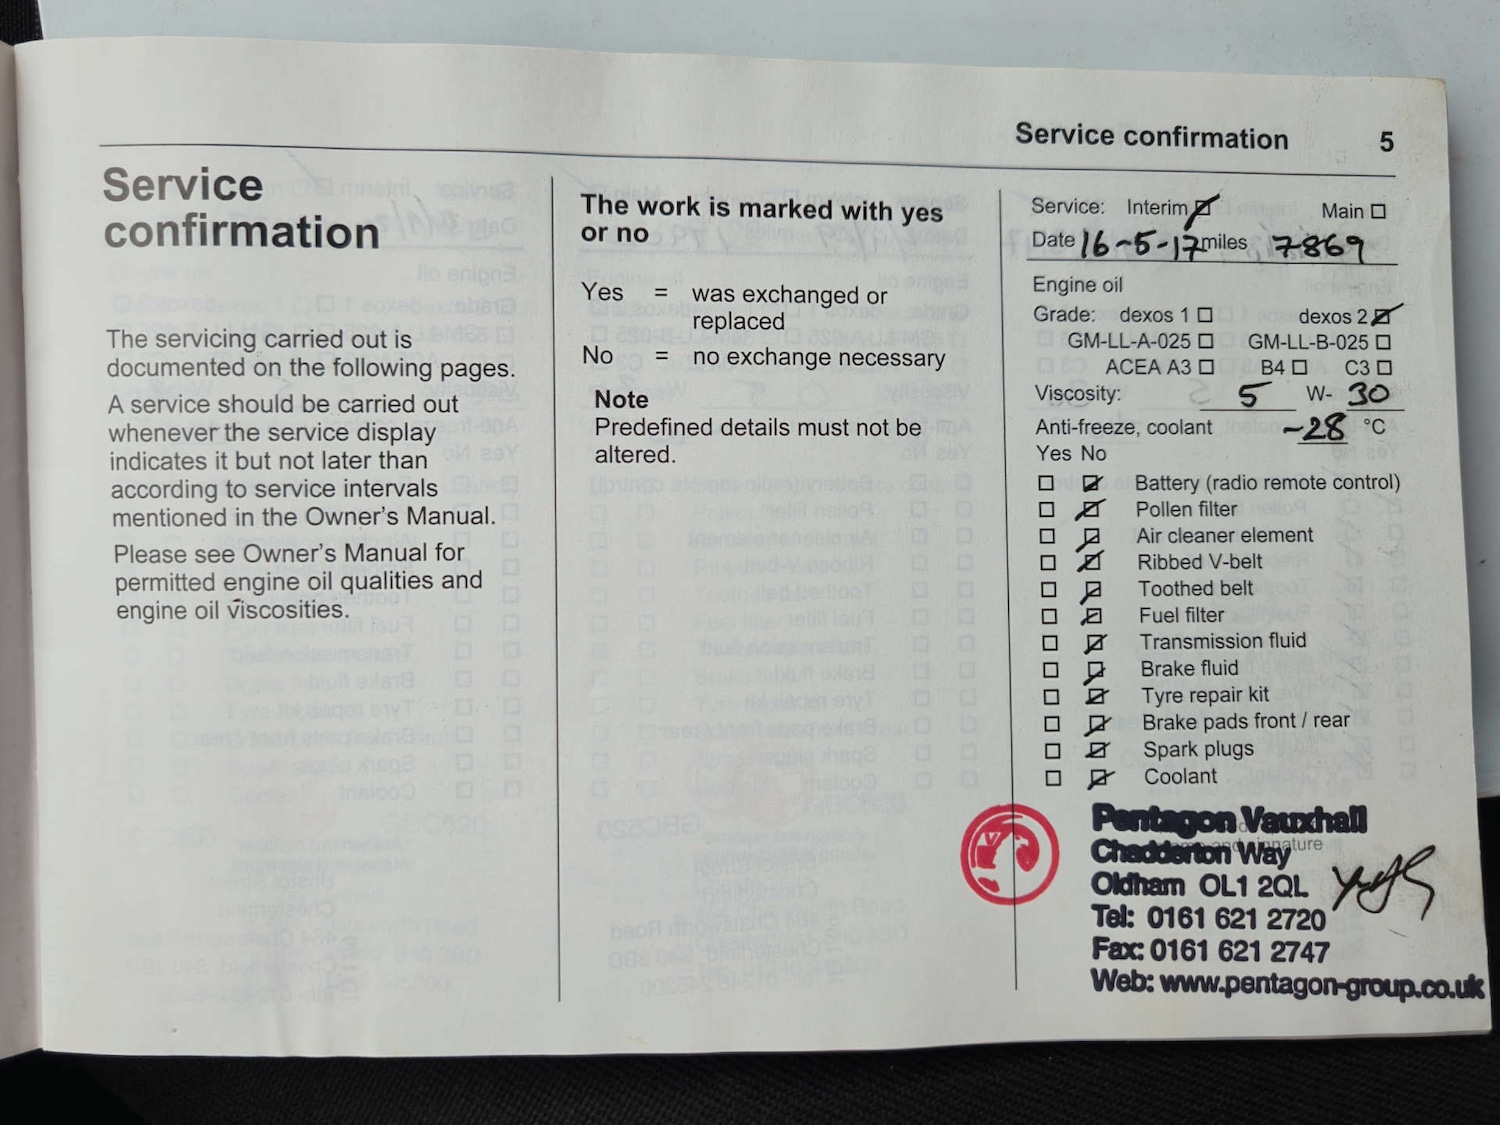 Service confirmation 5
Service
confirmation
The servicing carried out is
documented on the following pages.
A service should be carried out
whenever the service display
indicates it but not later than
according to service intervals
mentioned in the Owner's Manual.
Please see Owner's Manual for
permitted engine oil qualities and
engine oil viscosities.
The work is marked with yes
or no
Yes = was exchanged or
replaced
No = no exchange necessary
Note
Predefined details must not be
altered.
Service: Interim Main
Date 16-5-17 miles 7869
Engine oil
Grade: dexos 1 dexos 2
GM-LL-A-025 GM-LL-B-025
ACEA A3 B4 C3
Viscosity: 5 W- 30
Anti-freeze, coolant -28 °C
Yes No
Battery (radio remote control)
Pollen filter
Air cleaner element
Ribbed V-belt
Toothed belt
Fuel filter
Transmission fluid
Brake fluid
Tyre repair kit
Brake pads front / rear
Spark plugs
Coolant
Pentagon Vauxhall
Chadderton Way
Oldham OL1 2QL
Tel: 0161 621 2720
Fax: 0161 621 2747
Web: www.pentagon-group.co.uk